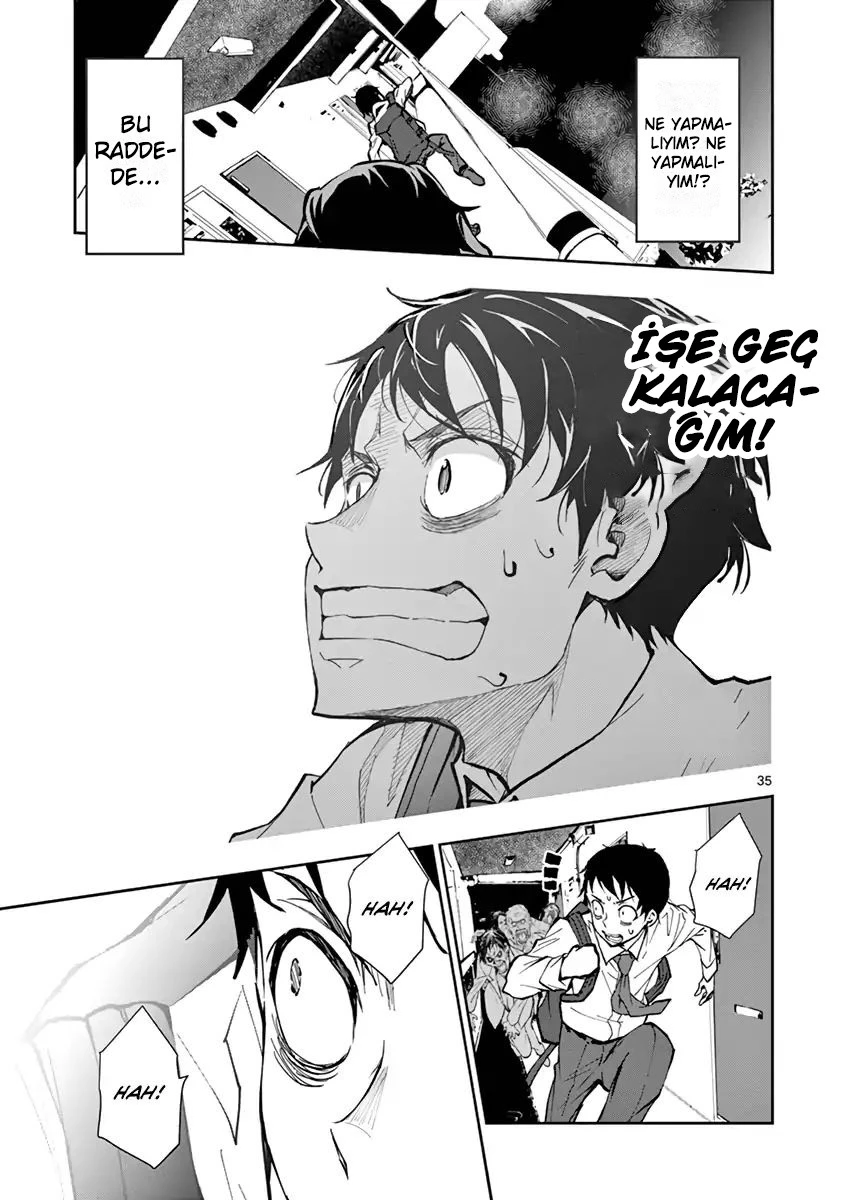 NE YAPMA-
LIYIM? NE
YAPMALI-
YIM!?
BU
RADDE-
DE...
İŞE GEÇ
KALACA-
ĞIM!
35
HAH!
HAH!
HAH!